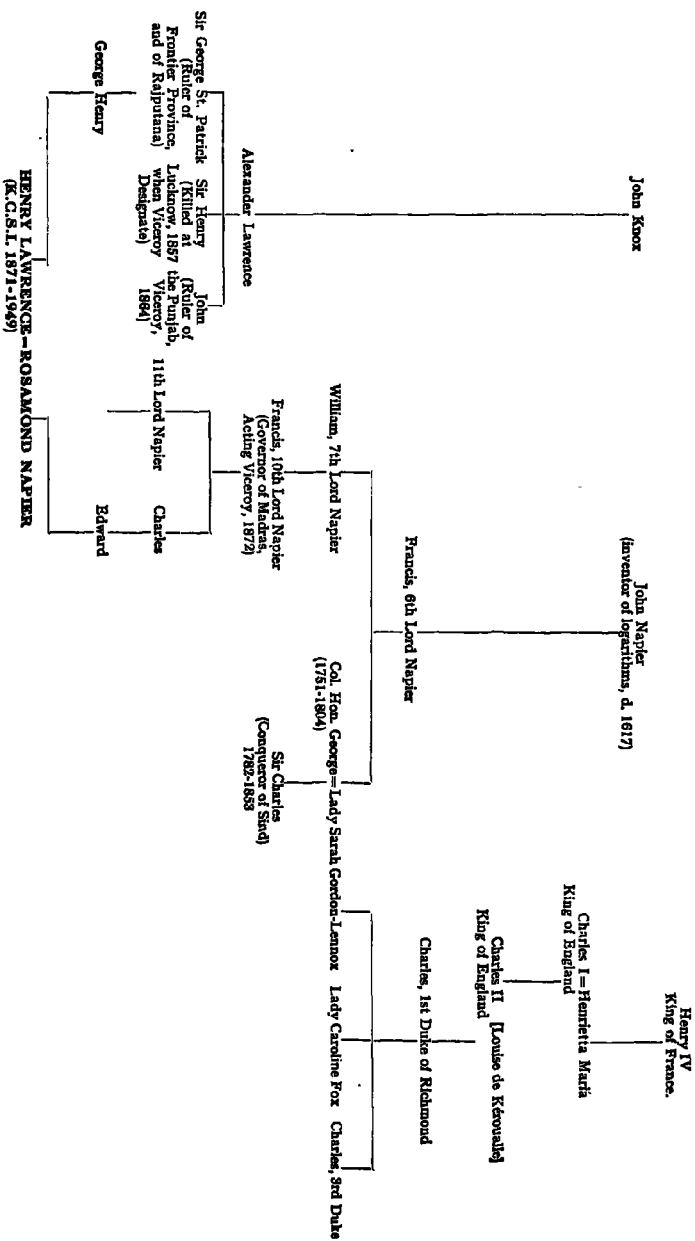 Henry IV
King of France.
John Knox
John Napier
(inventor of logarithms, d. 1617)
Charles I=Henrietta Maria
King of England
Charles II [Louise de Kéroualle]
King of England
Charles, 1st Duke of Richmond
Francis, 6th Lord Napier
William, 7th Lord Napier
Col. Hon. George=Lady Sarah Gordon-Lennox Lady Caroline Fox Charles, 3rd Duke
(1751-1804)
Alexander Lawrence
Francis, 10th Lord Napier
(Governor of Madras,
Acting Viceroy, 1872)
Sir Charles
(Conqueror of Sind)
1782-1853
Sir George St. Patrick
(Ruler of
Frontier Province,
and of Rajputana)
Sir Henry
(Killed at
Lucknow, 1857
when Viceroy
Designate)
John
(Ruler of
the Punjab,
Viceroy,
1864)
11th Lord Napier
Charles
George Henry
Edward
HENRY LAWRENCE=ROSAMOND NAPIER
(K.C.S.I. 1871-1949)